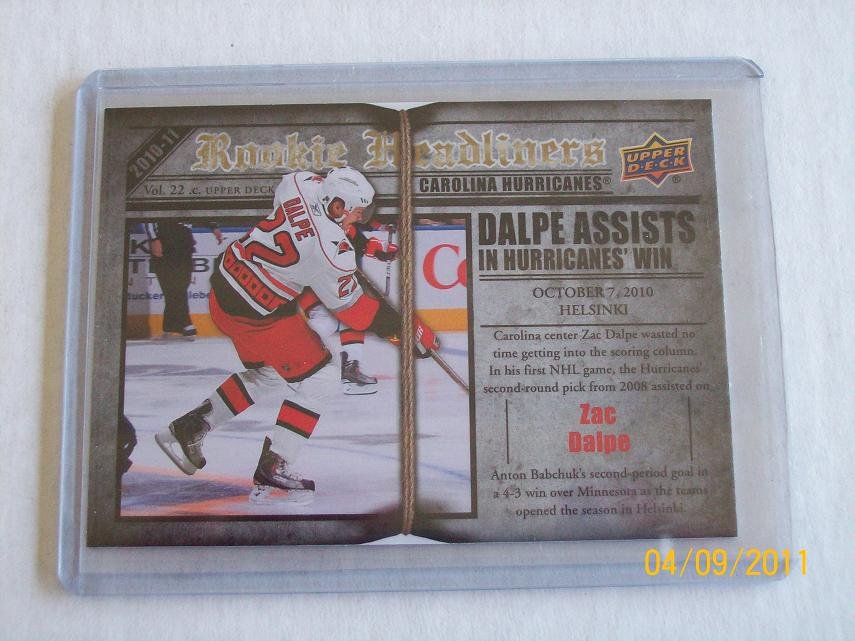 2010-11
Rookie Headliners
UPPER DECK
Vol. 22 .c. UPPER DECK
CAROLINA HURRICANES®
DALPE
22
22
DALPE ASSISTS
IN HURRICANES' WIN
OCTOBER 7, 2010
HELSINKI
Carolina center Zac Dalpe wasted no
time getting into the scoring column.
In his first NHL game, the Hurricanes'
second-round pick from 2008 assisted on
Zac
Dalpe
Anton Babchuk's second-period goal in
a 4-3 win over Minnesota as the teams
opened the season in Helsinki.
04/09/2011